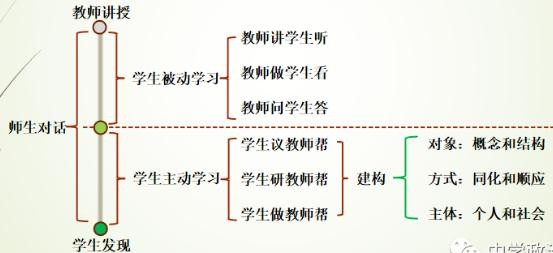 教师讲授
教师讲学生听
学生被动学习
教师做学生看
教师问学生答
师生对话
学生议教师帮
对象：概念和结构
学生主动学习
学生研教师帮
建构
方式：同化和顺应
学生做教师帮
主体：个人和社会
学生发现